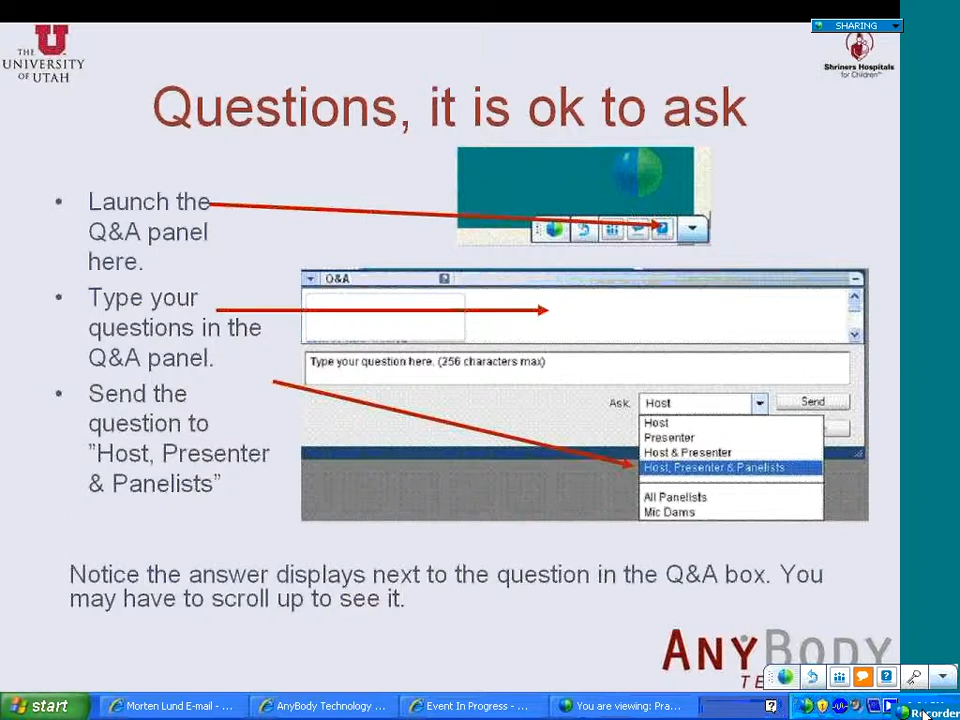 SHARING
THE
UNIVERSITY
OF UTAH
Shriners Hospitals
for Children™
Questions, it is ok to ask
• Launch the
Q&A panel
here.
• Type your
questions in the
Q&A panel.
• Send the
question to
”Host, Presenter
& Panelists”
Q&A
Type your question here. (256 characters max)
Ask: Host
Send
Host
Presenter
Host & Presenter
Host, Presenter & Panelists
All Panelists
Mic Dams
Notice the answer displays next to the question in the Q&A box. You
may have to scroll up to see it.
ANYBODY
TE
start
Morten Lund E-mail - ...
AnyBody Technology ...
Event In Progress - ...
You are viewing: Pra...
Recorder